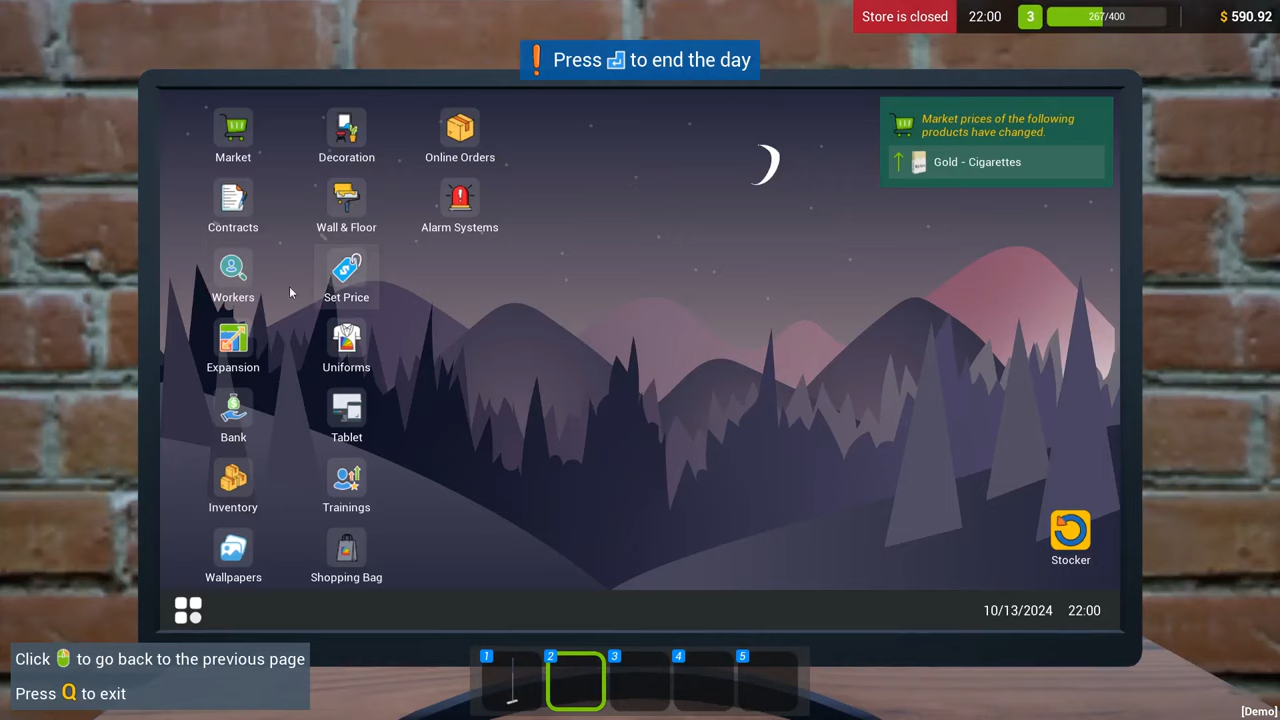 Store is closed
22:00
3
267/400
$ 590.92
! Press to end the day
Market
Decoration
Online Orders
Market prices of the following
products have changed.
Gold - Cigarettes
Contracts
Wall & Floor
Alarm Systems
Workers
Set Price
Expansion
Uniforms
Bank
Tablet
Inventory
Trainings
Wallpapers
Shopping Bag
Stocker
10/13/2024 22:00
Click to go back to the previous page
Press Q to exit
1 2 3 4 5
[Demo]